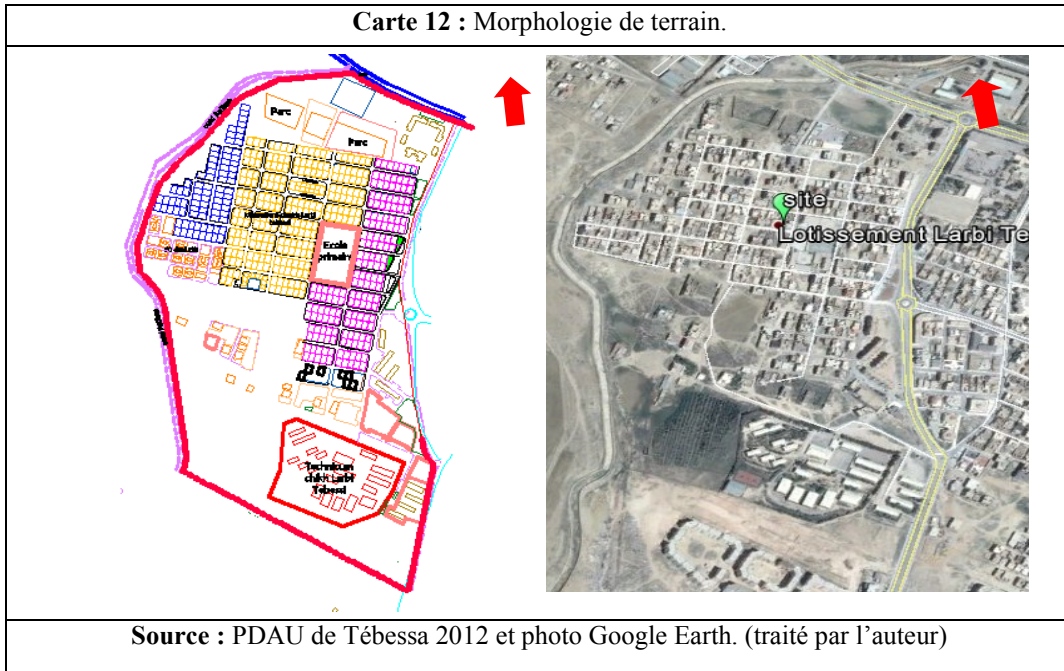 Carte 12 : Morphologie de terrain.
Parc
Parc
Ecole
primaire
Technicum
chikh Larbi
Tébessi
site
Lotissement Larbi Te
Source : PDAU de Tébessa 2012 et photo Google Earth. (traité par l'auteur)